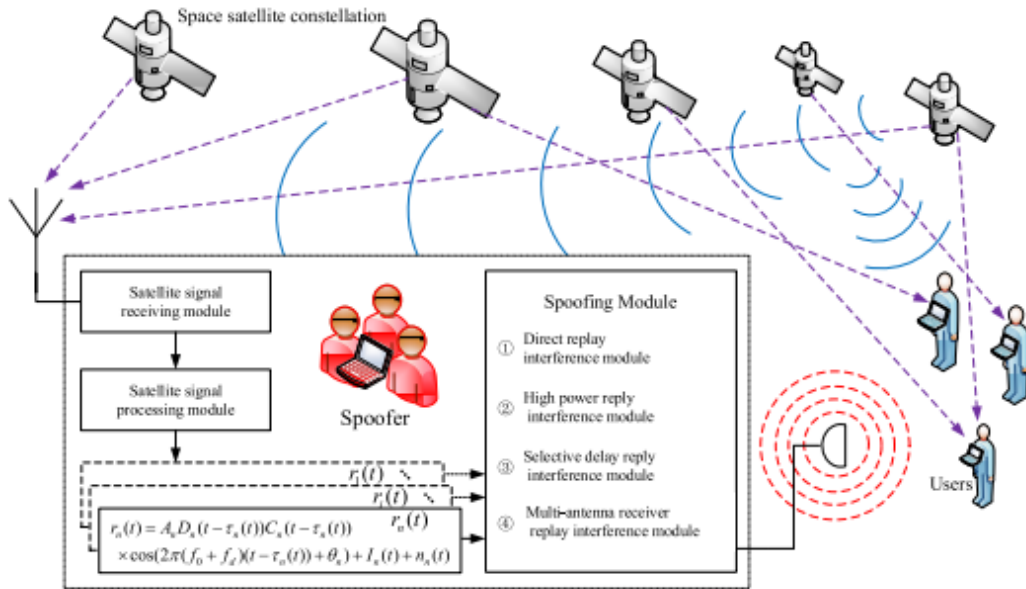 Space satellite constellation
Satellite signal
receiving module
Satellite signal
processing module
Spoofer
Spoofing Module
① Direct replay
interference module
② High power reply
interference module
③ Selective delay reply
interference module
④ Multi-antenna receiver
replay interference module
Users
r₁(t)
rᵢ(t)
rₙ(t)
rₙ(t) = AₙDₙ(t−τₙ(t))Cₙ(t−τₙ(t))
×cos(2π(f₀ + f_d)(t−τₙ(t))+θₙ)+Iₙ(t)+nₙ(t)